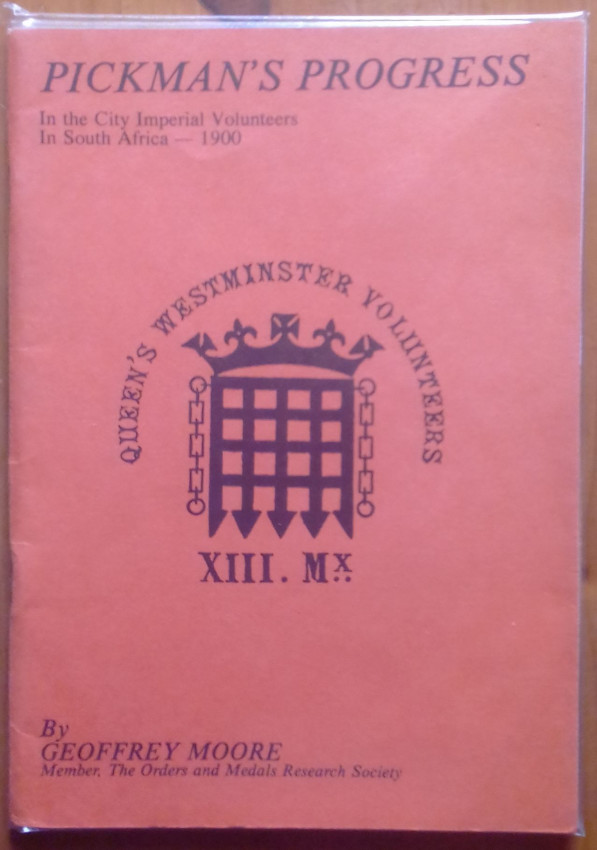 PICKMAN'S PROGRESS
In the City Imperial Volunteers
In South Africa — 1900
QUEEN'S WESTMINSTER VOLUNTEERS
XIII. Mx
By
GEOFFREY MOORE
Member, The Orders and Medals Research Society